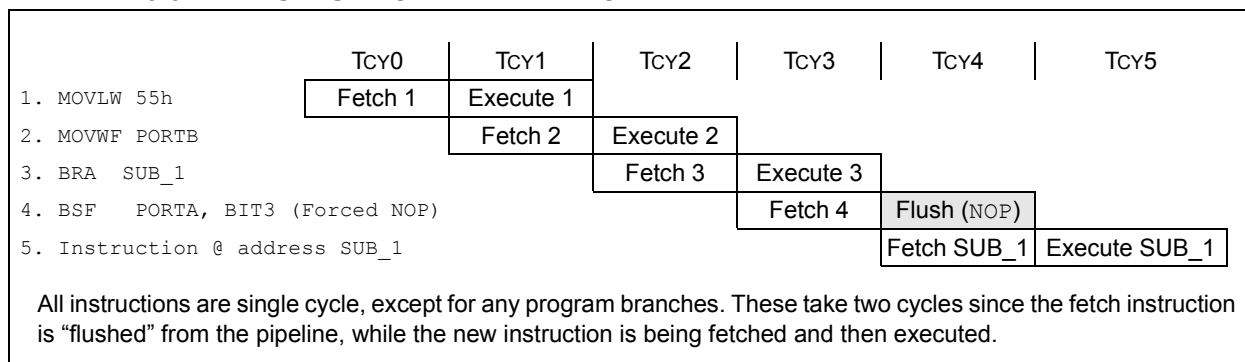 TCY0 TCY1 TCY2 TCY3 TCY4 TCY5
1. MOVLW 55h Fetch 1 Execute 1
2. MOVWF PORTB Fetch 2 Execute 2
3. BRA SUB_1 Fetch 3 Execute 3
4. BSF PORTA, BIT3 (Forced NOP) Fetch 4 Flush (NOP)
5. Instruction @ address SUB_1 Fetch SUB_1 Execute SUB_1
All instructions are single cycle, except for any program branches. These take two cycles since the fetch instruction
is “flushed” from the pipeline, while the new instruction is being fetched and then executed.